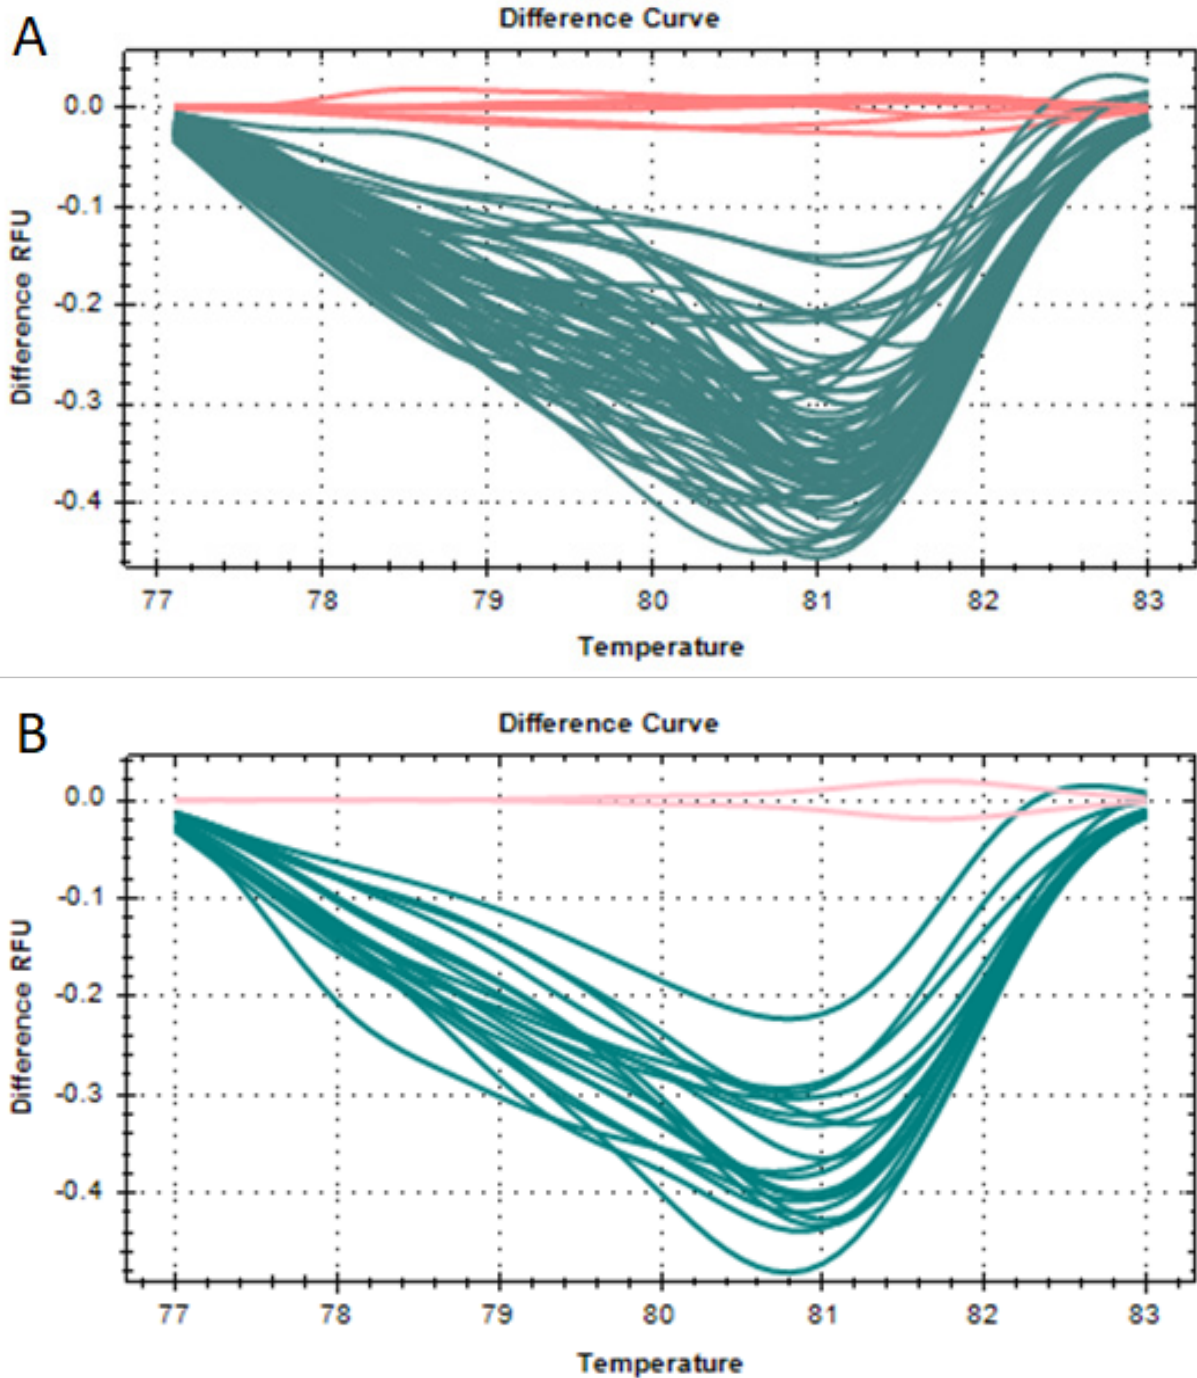 A
Difference Curve
0.0
-0.1
-0.2
-0.3
-0.4
Difference RFU
77 78 79 80 81 82 83
Temperature
B
Difference Curve
0.0
-0.1
-0.2
-0.3
-0.4
Difference RFU
77 78 79 80 81 82 83
Temperature